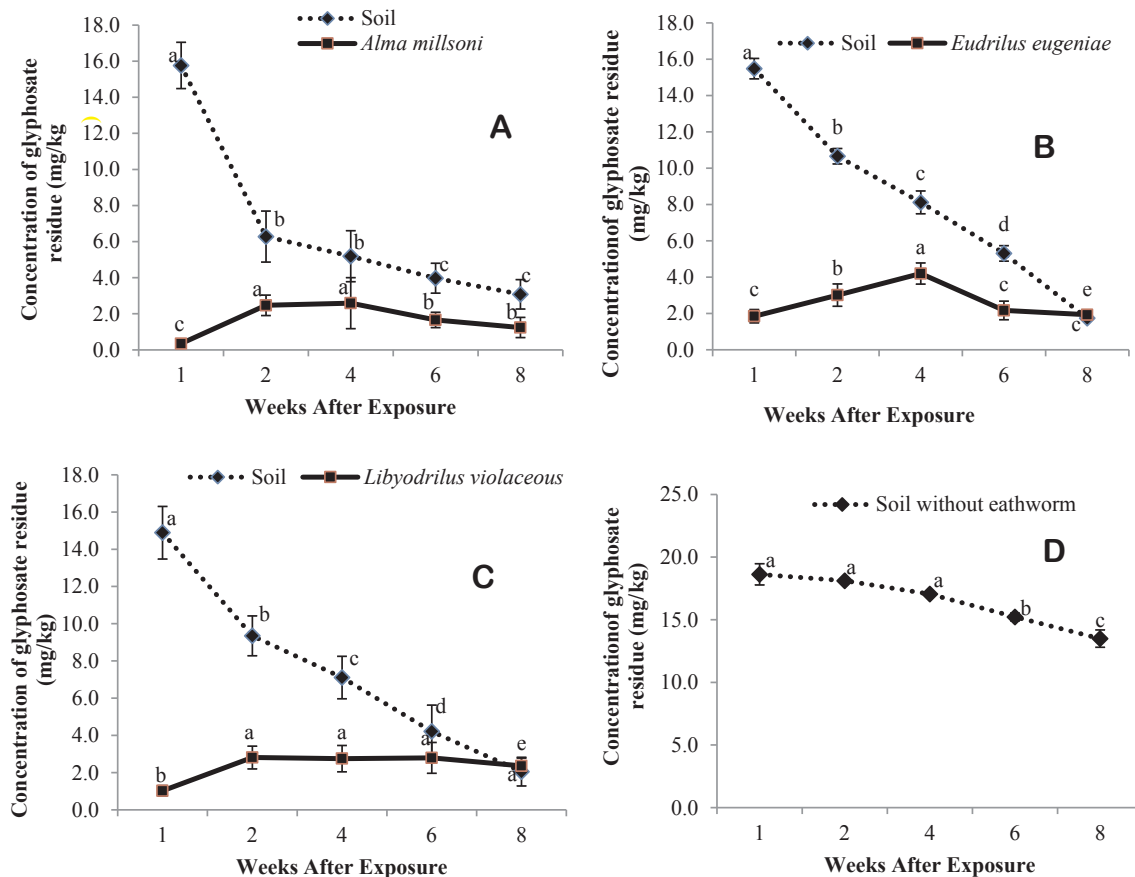 Soil
Alma millsoni
18.0
16.0
14.0
12.0
10.0
8.0
6.0
4.0
2.0
0.0
Concentration of glyphosate
residue (mg/kg
a
b
b
c
c
c
a
a
b
b
A
1 2 4 6 8
Weeks After Exposure
Soil Eudrilus eugeniae
18.0
16.0
14.0
12.0
10.0
8.0
6.0
4.0
2.0
0.0
Concentrationof glyphosate residue
(mg/kg)
a
b
c
d
e
c
b
a
c
c
B
1 2 4 6 8
Weeks After Exposure
Soil Libyodrilus violaceous
18.0
16.0
14.0
12.0
10.0
8.0
6.0
4.0
2.0
0.0
Concentration of glyphosate residue
(mg/kg)
a
b
c
d
e
b
a
a
a
a
C
1 2 4 6 8
Weeks After Exposure
Soil without eathworm
25.0
20.0
15.0
10.0
5.0
0.0
Concentrationof glyphosate
residue (mg/kg)
a
a
a
b
c
D
1 2 4 6 8
Weeks After Exposure